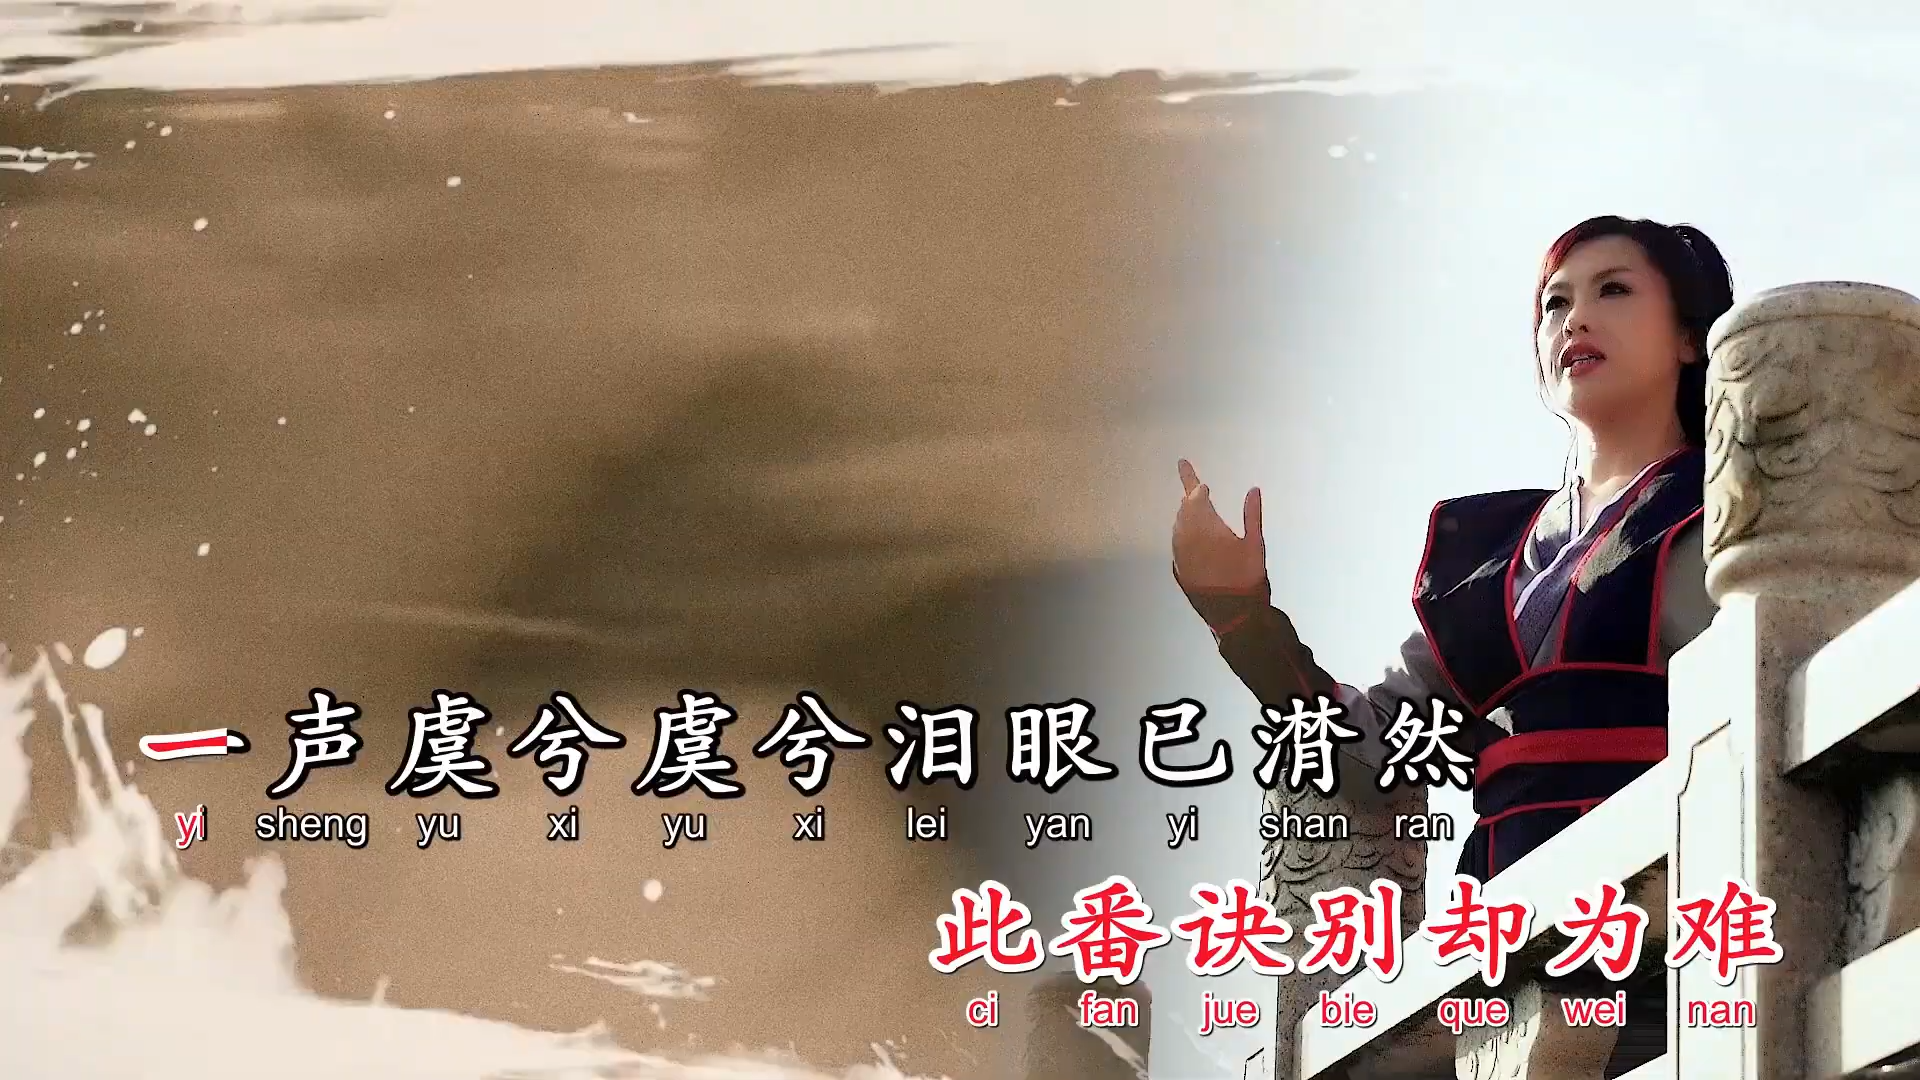 一声虞兮虞兮泪眼已潸然
yi sheng yu xi yu xi lei yan yi shan ran
此番诀别却为难
ci fan jue bie que wei nan